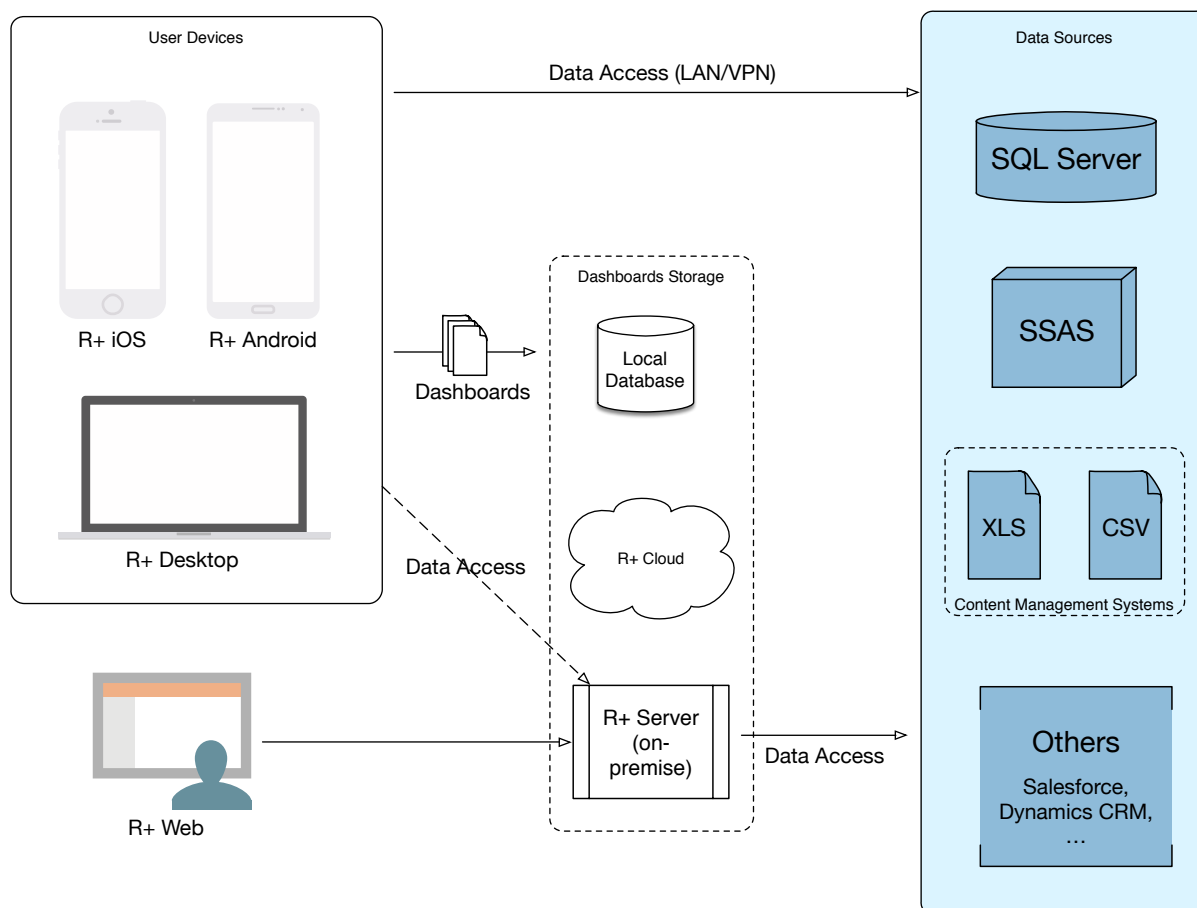 User Devices
R+ iOS
R+ Android
R+ Desktop
R+ Web
Data Access (LAN/VPN)
Dashboards
Data Access
Dashboards Storage
Local
Database
R+ Cloud
R+ Server
(on-
premise)
Data Access
Data Sources
SQL Server
SSAS
XLS
CSV
Content Management Systems
Others
Salesforce,
Dynamics CRM,
…